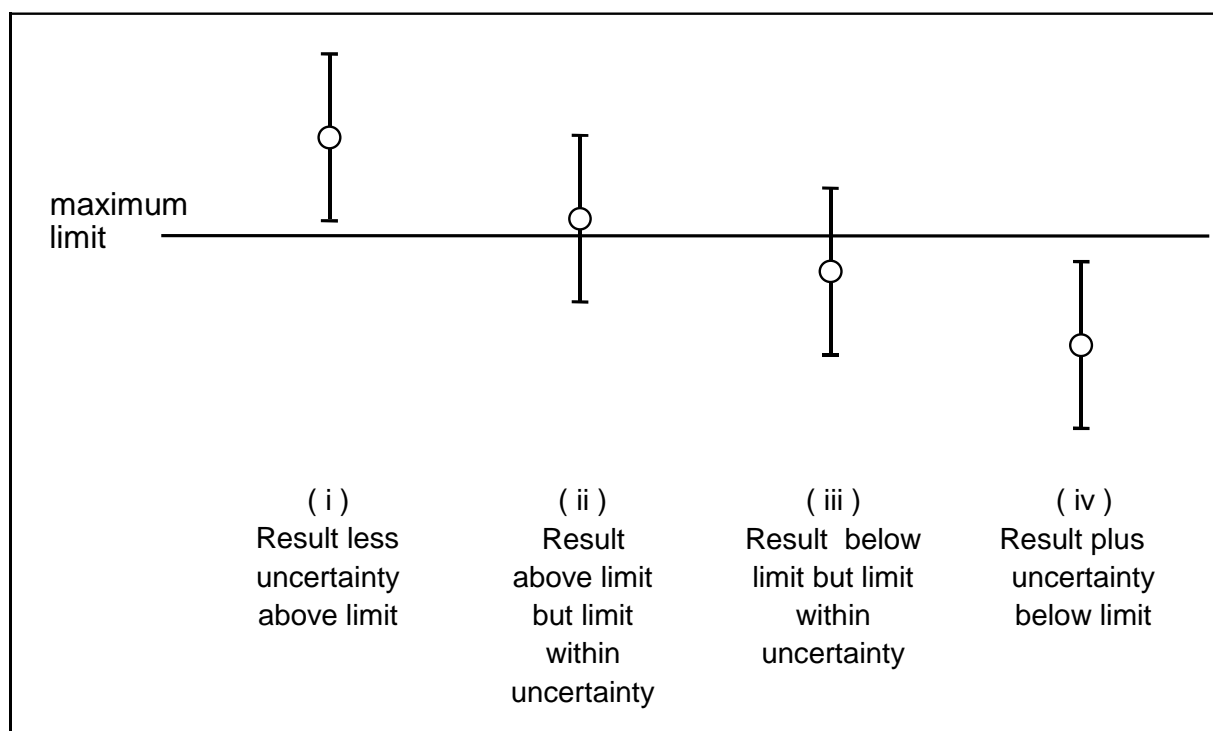 maximum
limit
( i )
Result less
uncertainty
above limit
( ii )
Result
above limit
but limit
within
uncertainty
( iii )
Result below
limit but limit
within
uncertainty
( iv )
Result plus
uncertainty
below limit